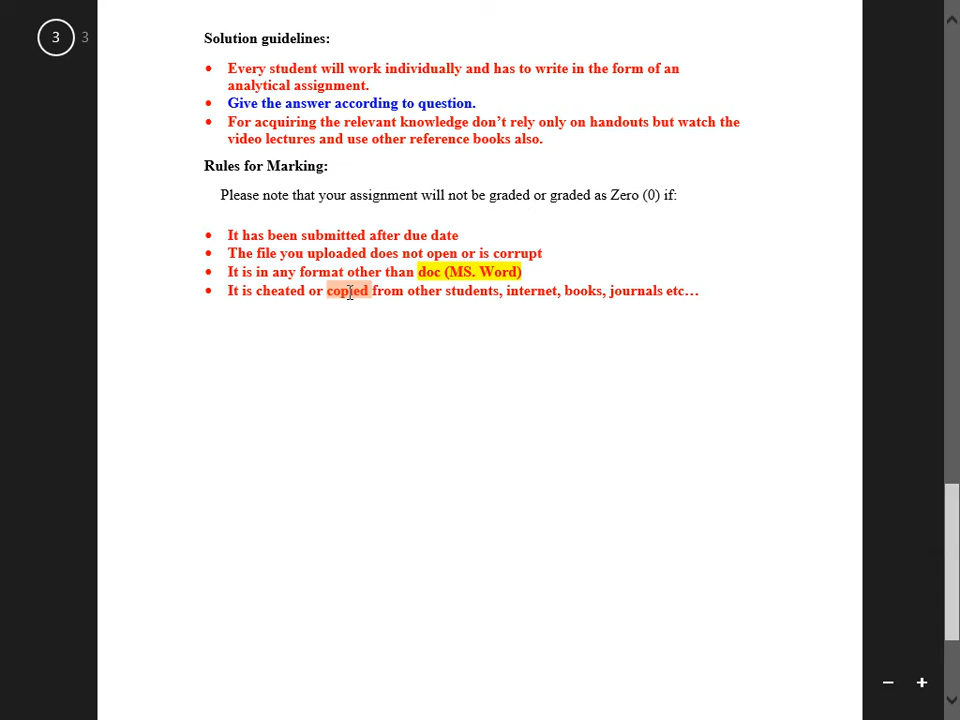 3 3
Solution guidelines:
• Every student will work individually and has to write in the form of an
analytical assignment.
• Give the answer according to question.
• For acquiring the relevant knowledge don’t rely only on handouts but watch the
video lectures and use other reference books also.
Rules for Marking:
Please note that your assignment will not be graded or graded as Zero (0) if:
• It has been submitted after due date
• The file you uploaded does not open or is corrupt
• It is in any format other than doc (MS. Word)
• It is cheated or copied from other students, internet, books, journals etc…